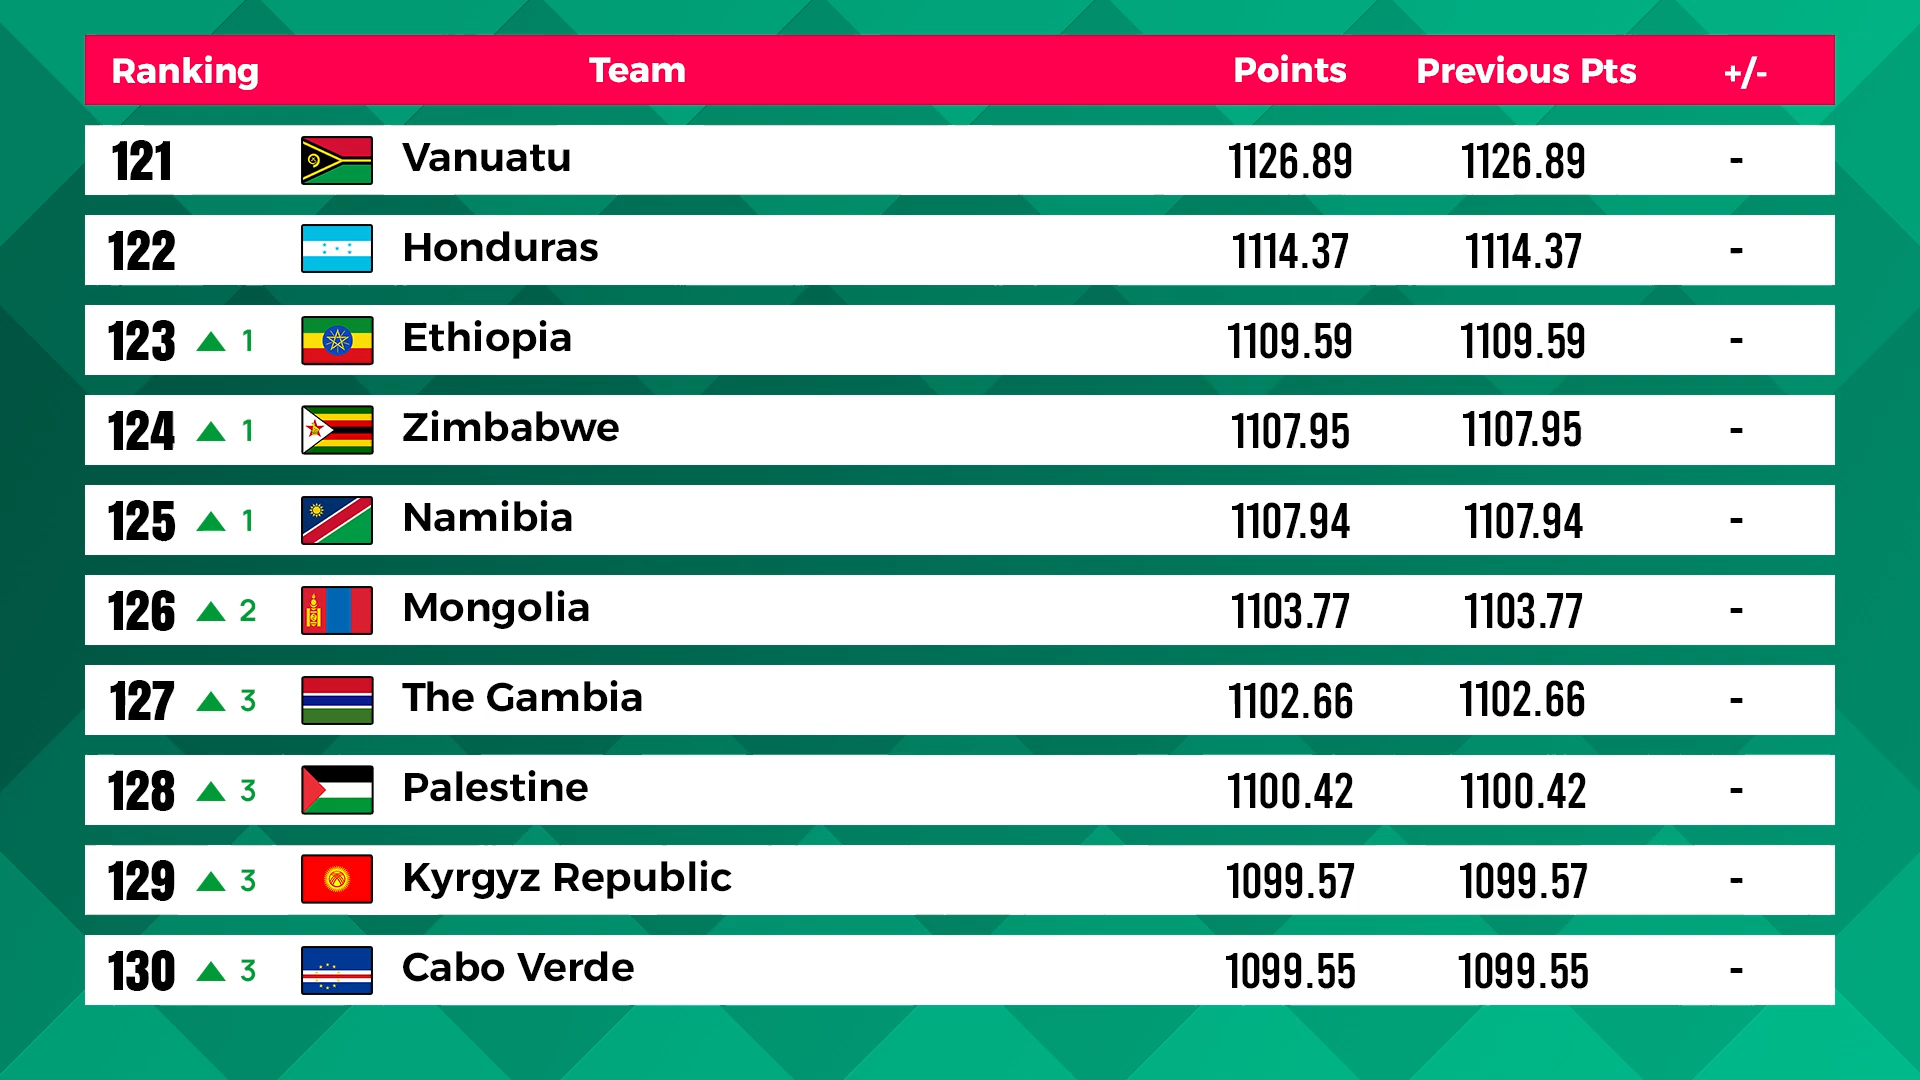 Ranking Team Points Previous Pts +/-
121 Vanuatu 1126.89 1126.89 -
122 Honduras 1114.37 1114.37 -
123 ▲ 1 Ethiopia 1109.59 1109.59 -
124 ▲ 1 Zimbabwe 1107.95 1107.95 -
125 ▲ 1 Namibia 1107.94 1107.94 -
126 ▲ 2 Mongolia 1103.77 1103.77 -
127 ▲ 3 The Gambia 1102.66 1102.66 -
128 ▲ 3 Palestine 1100.42 1100.42 -
129 ▲ 3 Kyrgyz Republic 1099.57 1099.57 -
130 ▲ 3 Cabo Verde 1099.55 1099.55 -